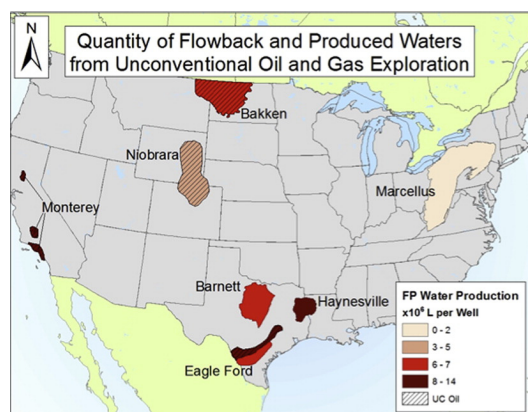 N
Quantity of Flowback and Produced Waters
from Unconventional Oil and Gas Exploration
Bakken
Niobrara
Marcellus
Monterey
Barnett
Haynesville
Eagle Ford
FP Water Production
x10⁶ L per Well
0 - 2
3 - 5
6 - 7
8 - 14
UC Oil